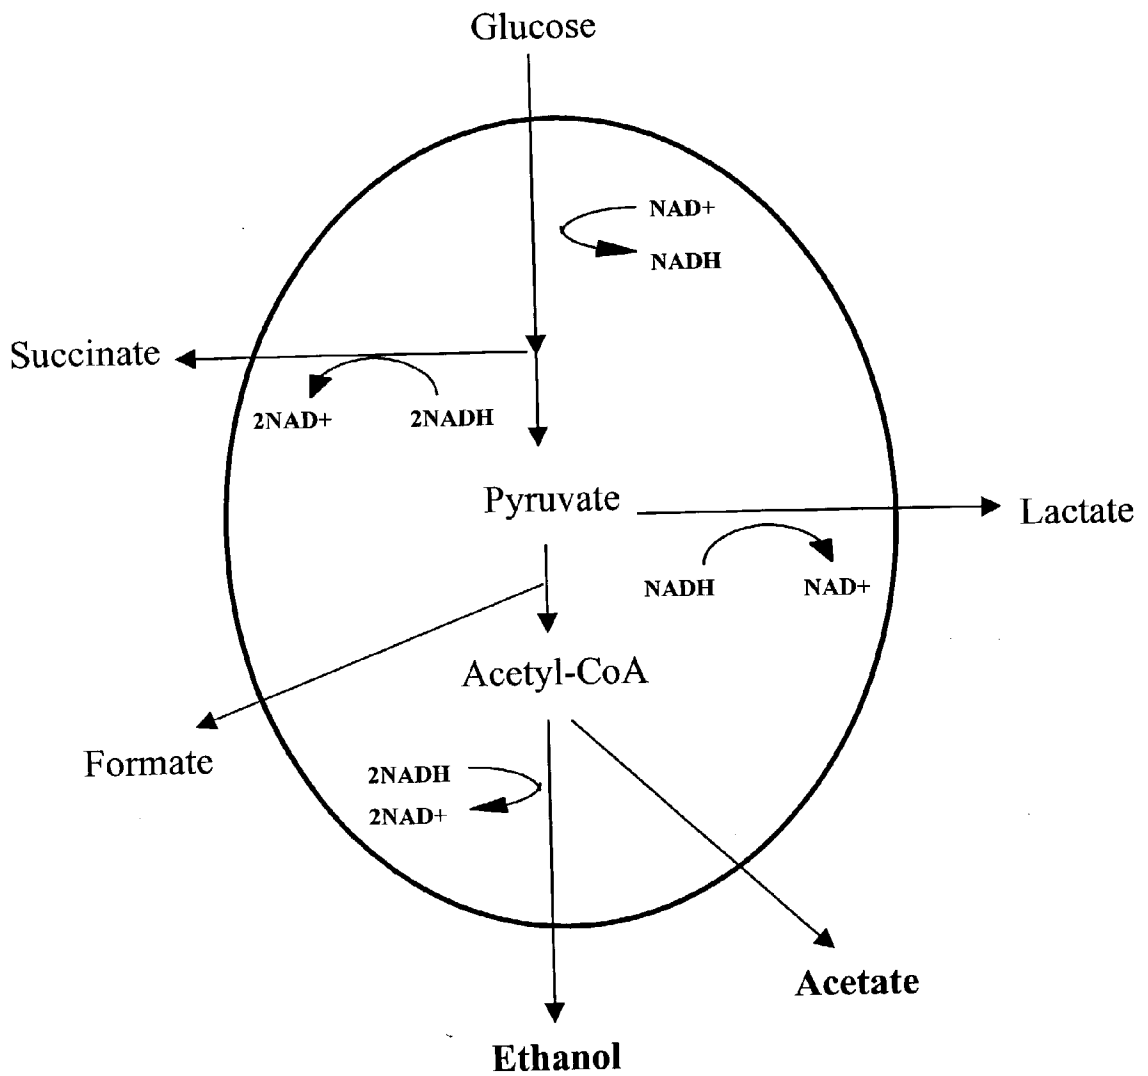 Glucose
NAD+
NADH
Succinate
2NAD+
2NADH
Pyruvate
Lactate
NADH
NAD+
Acetyl-CoA
Formate
2NADH
2NAD+
Acetate
Ethanol